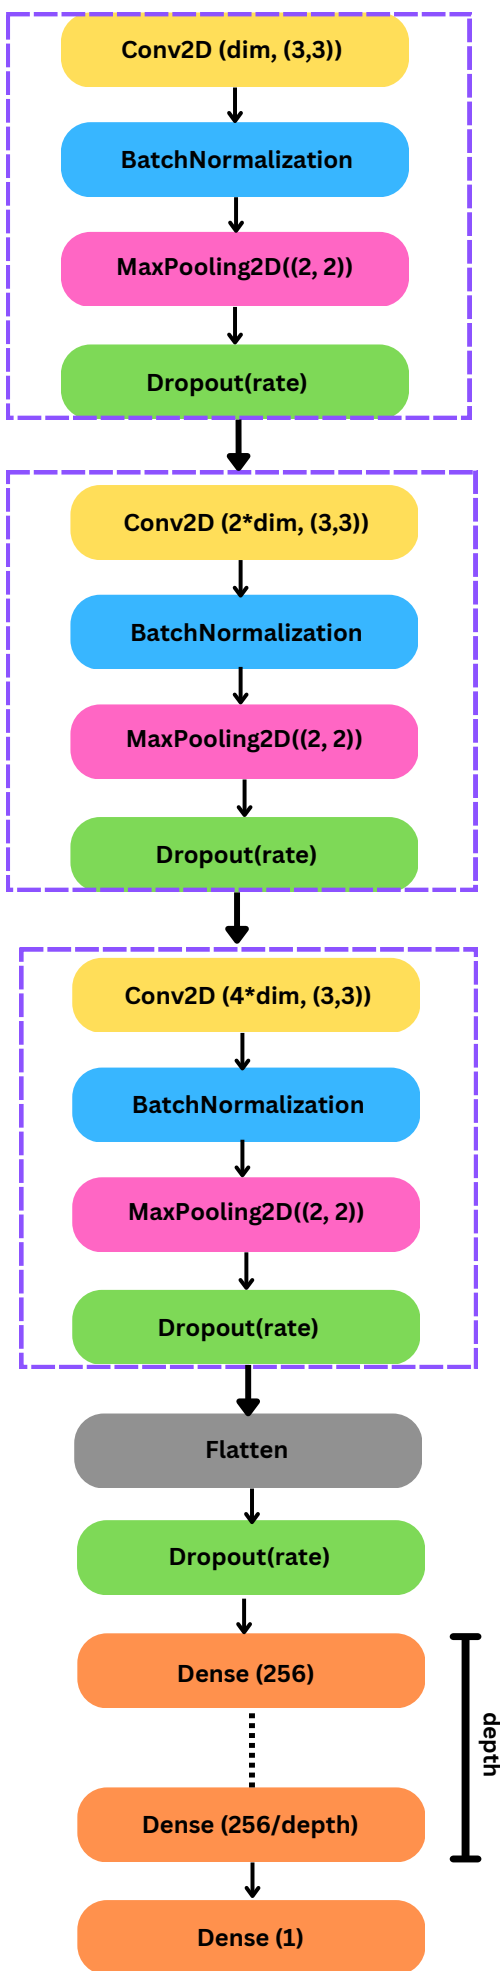 Conv2D (dim, (3,3))
BatchNormalization
MaxPooling2D((2, 2))
Dropout(rate)
Conv2D (2*dim, (3,3))
BatchNormalization
MaxPooling2D((2, 2))
Dropout(rate)
Conv2D (4*dim, (3,3))
BatchNormalization
MaxPooling2D((2, 2))
Dropout(rate)
Flatten
Dropout(rate)
Dense (256)
depth
Dense (256/depth)
Dense (1)